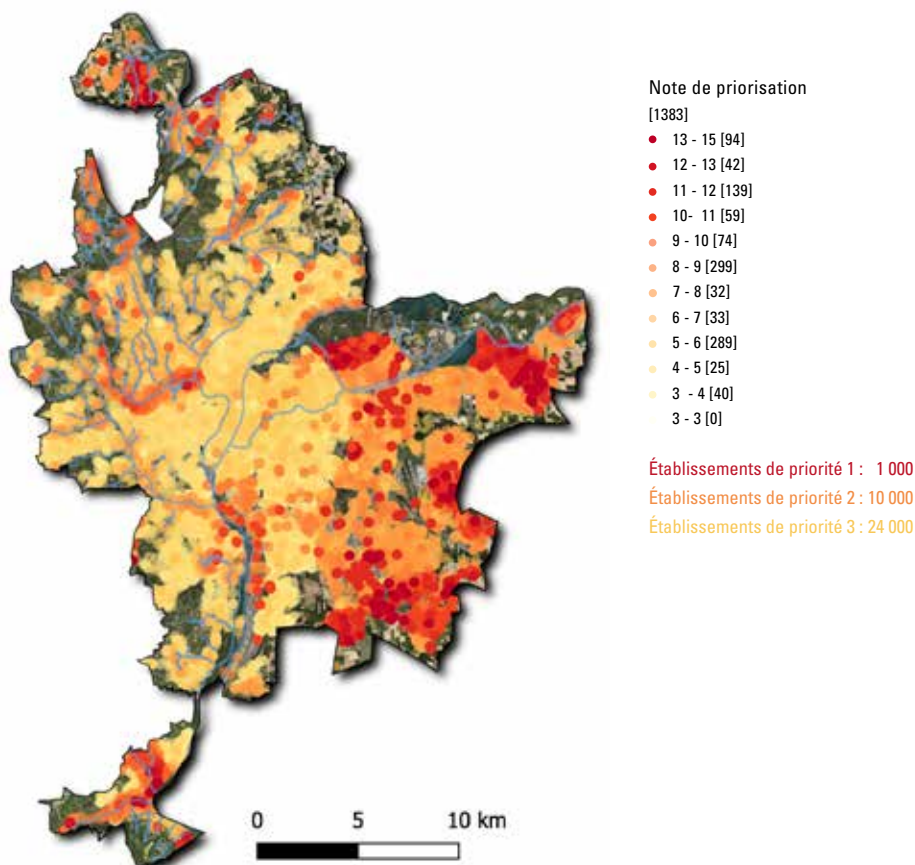 Note de priorisation
[1383]
13 - 15 [94]
12 - 13 [42]
11 - 12 [139]
10- 11 [59]
9 - 10 [74]
8 - 9 [299]
7 - 8 [32]
6 - 7 [33]
5 - 6 [289]
4 - 5 [25]
3 - 4 [40]
3 - 3 [0]
Établissements de priorité 1 : 1 000
Établissements de priorité 2 : 10 000
Établissements de priorité 3 : 24 000
0 5 10 km